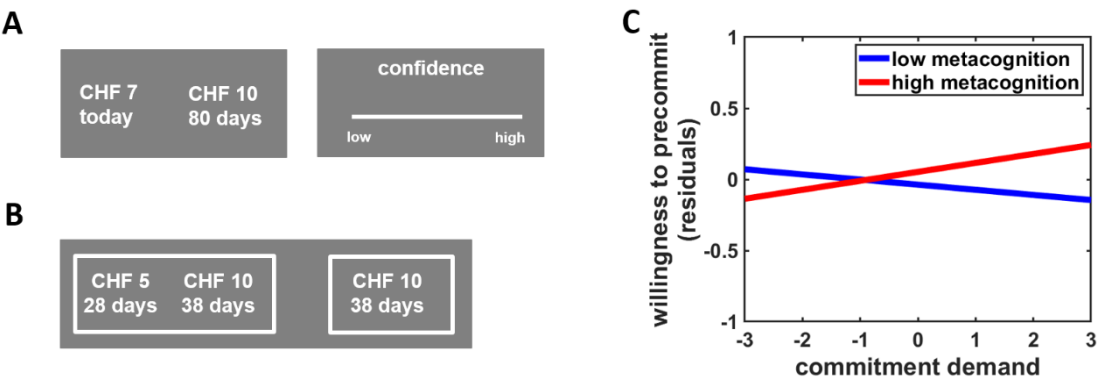 A
CHF 7 CHF 10
today 80 days
confidence
low high
B
CHF 5 CHF 10
28 days 38 days
CHF 10
38 days
C
low metacognition
high metacognition
willingness to precommit
(residuals)
1
0.5
0
-0.5
-1
-3 -2 -1 0 1 2 3
commitment demand